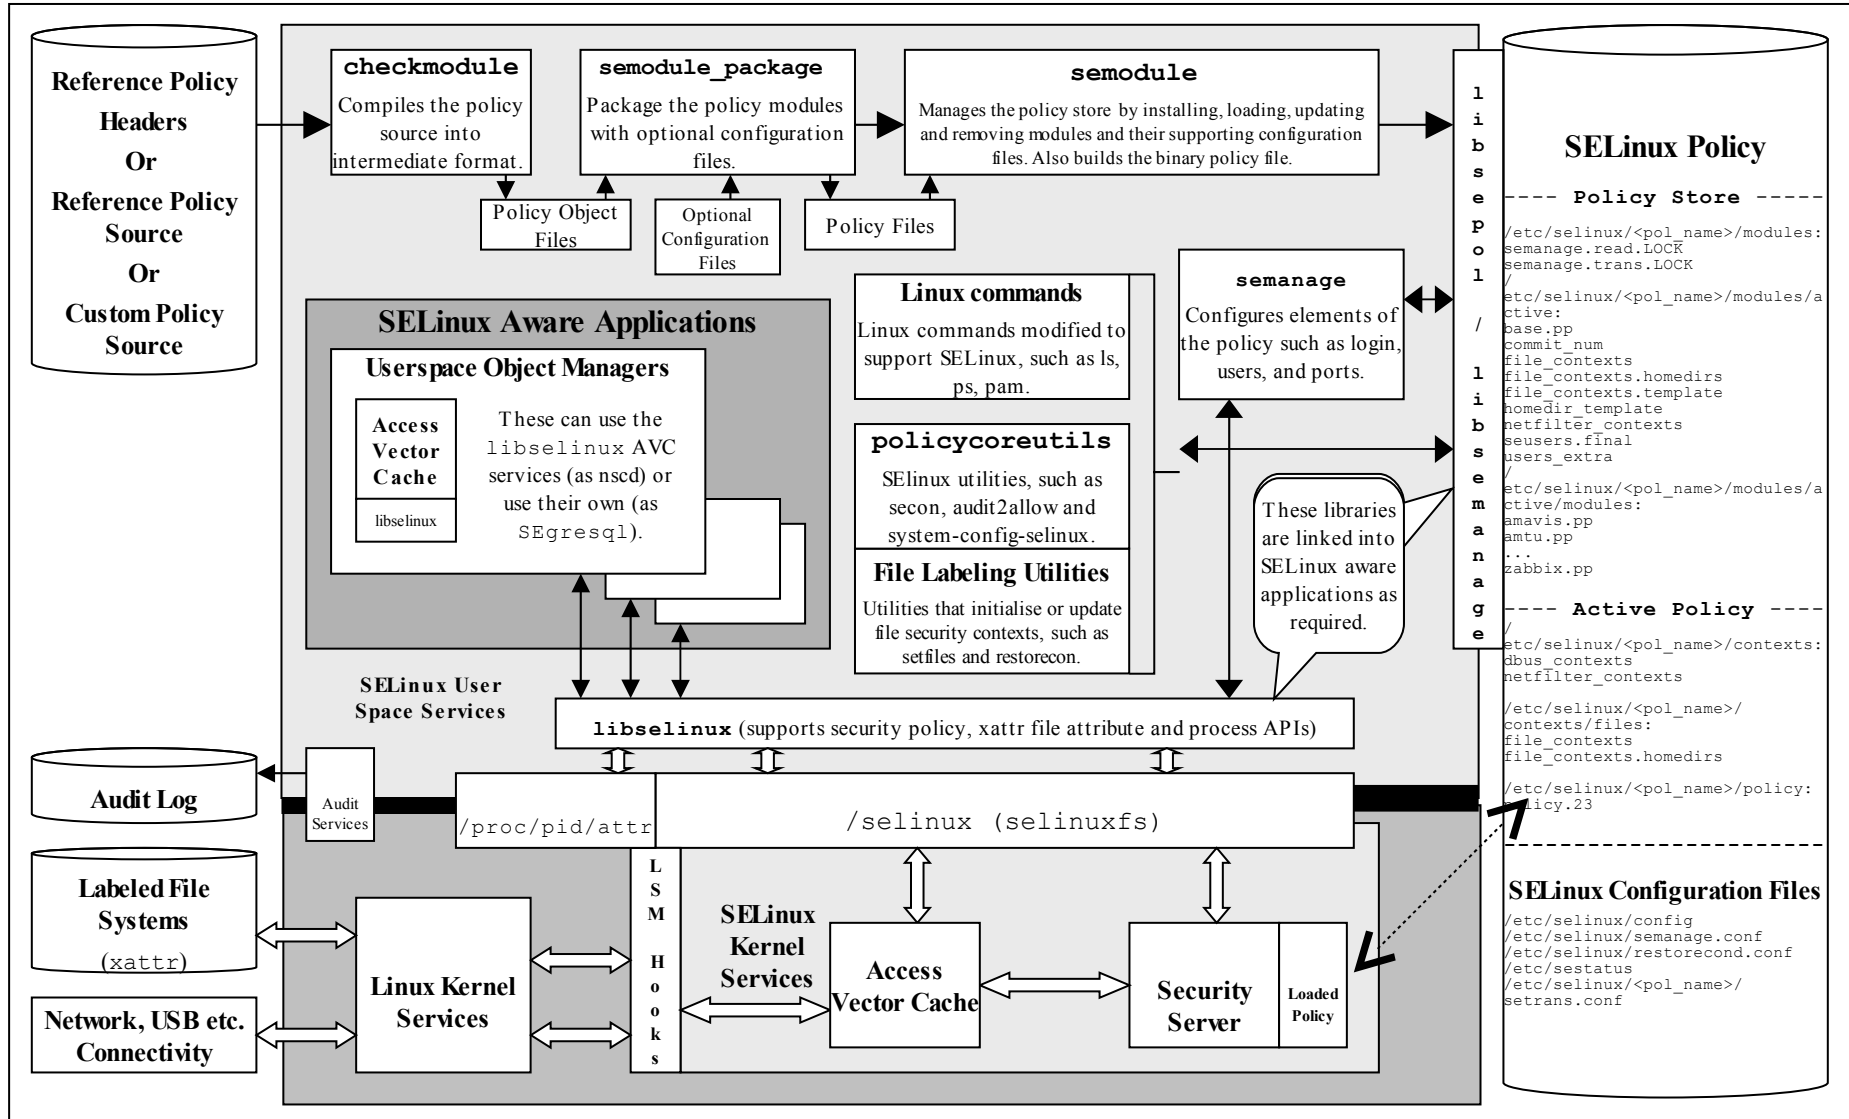 Reference Policy
Headers
Or
Reference Policy
Source
Or
Custom Policy
Source
checkmodule
Compiles the policy
source into
intermediate format.
semodule_package
Package the policy modules
with optional configuration
files.
semodule
Manages the policy store by installing, loading, updating
and removing modules and their supporting configuration
files. Also builds the binary policy file.
Policy Object
Files
Optional
Configuration
Files
Policy Files
libsepol / libsemanage
SELinux Aware Applications
Userspace Object Managers
Access
Vector
Cache
libselinux
These can use the
libselinux AVC
services (as nscd) or
use their own (as
SEgresql).
Linux commands
Linux commands modified to
support SELinux, such as ls,
ps, pam.
policycoreutils
SElinux utilities, such as
secon, audit2allow and
system-config-selinux.
File Labeling Utilities
Utilities that initialise or update
file security contexts, such as
setfiles and restorecon.
semanage
Configures elements of
the policy such as login,
users, and ports.
These libraries
are linked into
SELinux aware
applications as
required.
SELinux User
Space Services
libselinux (supports security policy, xattr file attribute and process APIs)
Audit Log
Audit
Services
/proc/pid/attr
/selinux (selinuxfs)
Labeled File
Systems
(xattr)
Network, USB etc.
Connectivity
Linux Kernel
Services
LSM Hooks
SELinux
Kernel
Services
Access
Vector Cache
Security
Server
Loaded
Policy
SELinux Policy
---- Policy Store -----
/etc/selinux/<pol_name>/modules:
semanage.read.LOCK
semanage.trans.LOCK
/
etc/selinux/<pol_name>/modules/a
ctive:
base.pp
commit_num
file_contexts
file_contexts.homedirs
file_contexts.template
homedir_template
netfilter_contexts
seusers.final
users_extra
/
etc/selinux/<pol_name>/modules/a
ctive/modules:
amavis.pp
amtu.pp
...
zabbix.pp
---- Active Policy ----
/
etc/selinux/<pol_name>/contexts:
dbus_contexts
netfilter_contexts
/etc/selinux/<pol_name>/
contexts/files:
file_contexts
file_contexts.homedirs
/etc/selinux/<pol_name>/policy:
policy.23
SELinux Configuration Files
/etc/selinux/config
/etc/selinux/semanage.conf
/etc/selinux/restorecond.conf
/etc/sestatus
/etc/selinux/<pol_name>/
setrans.conf